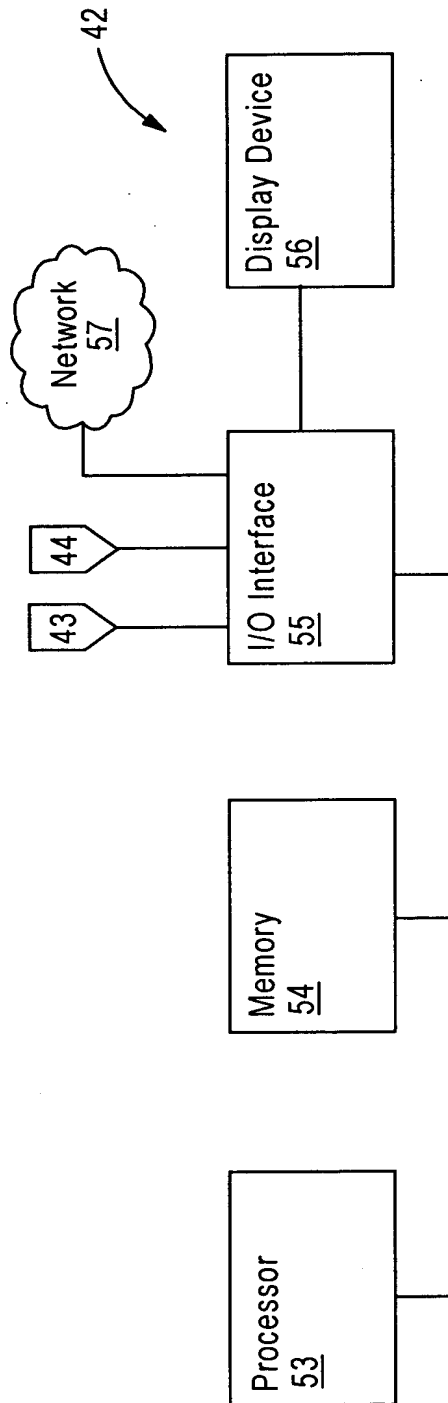 42
Network
57
44
43
Display Device
56
I/O Interface
55
Memory
54
Processor
53